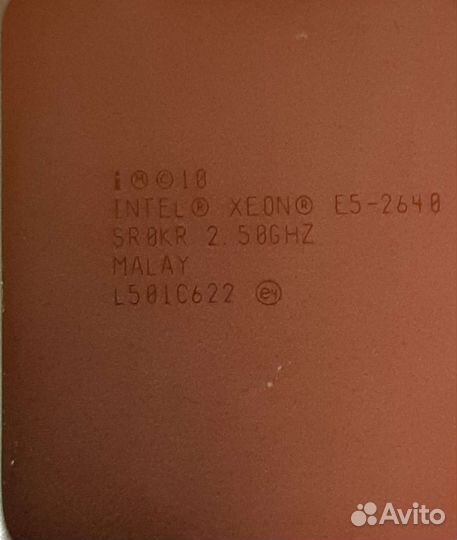 i Ⓜ © 10
INTEL® XEON® E5-2640
SR0KR 2.50GHZ
MALAY
L501C622 e4
Avito